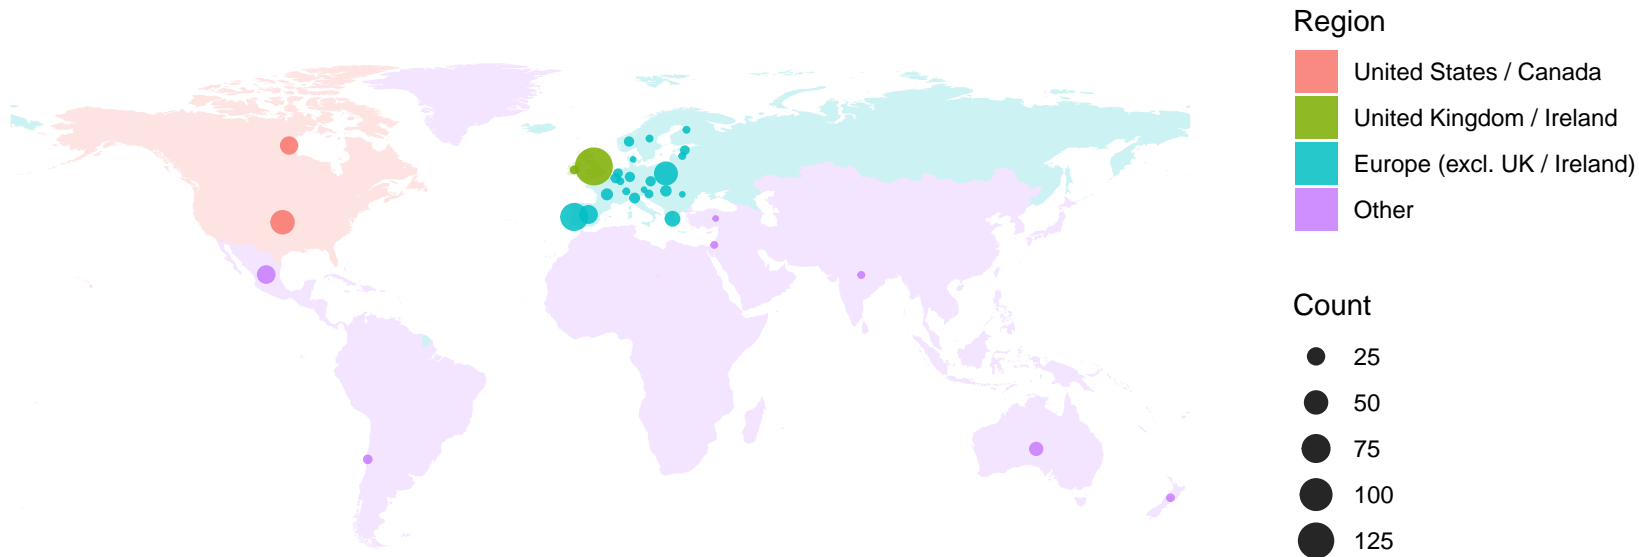 Region
United States / Canada
United Kingdom / Ireland
Europe (excl. UK / Ireland)
Other
Count
25
50
75
100
125